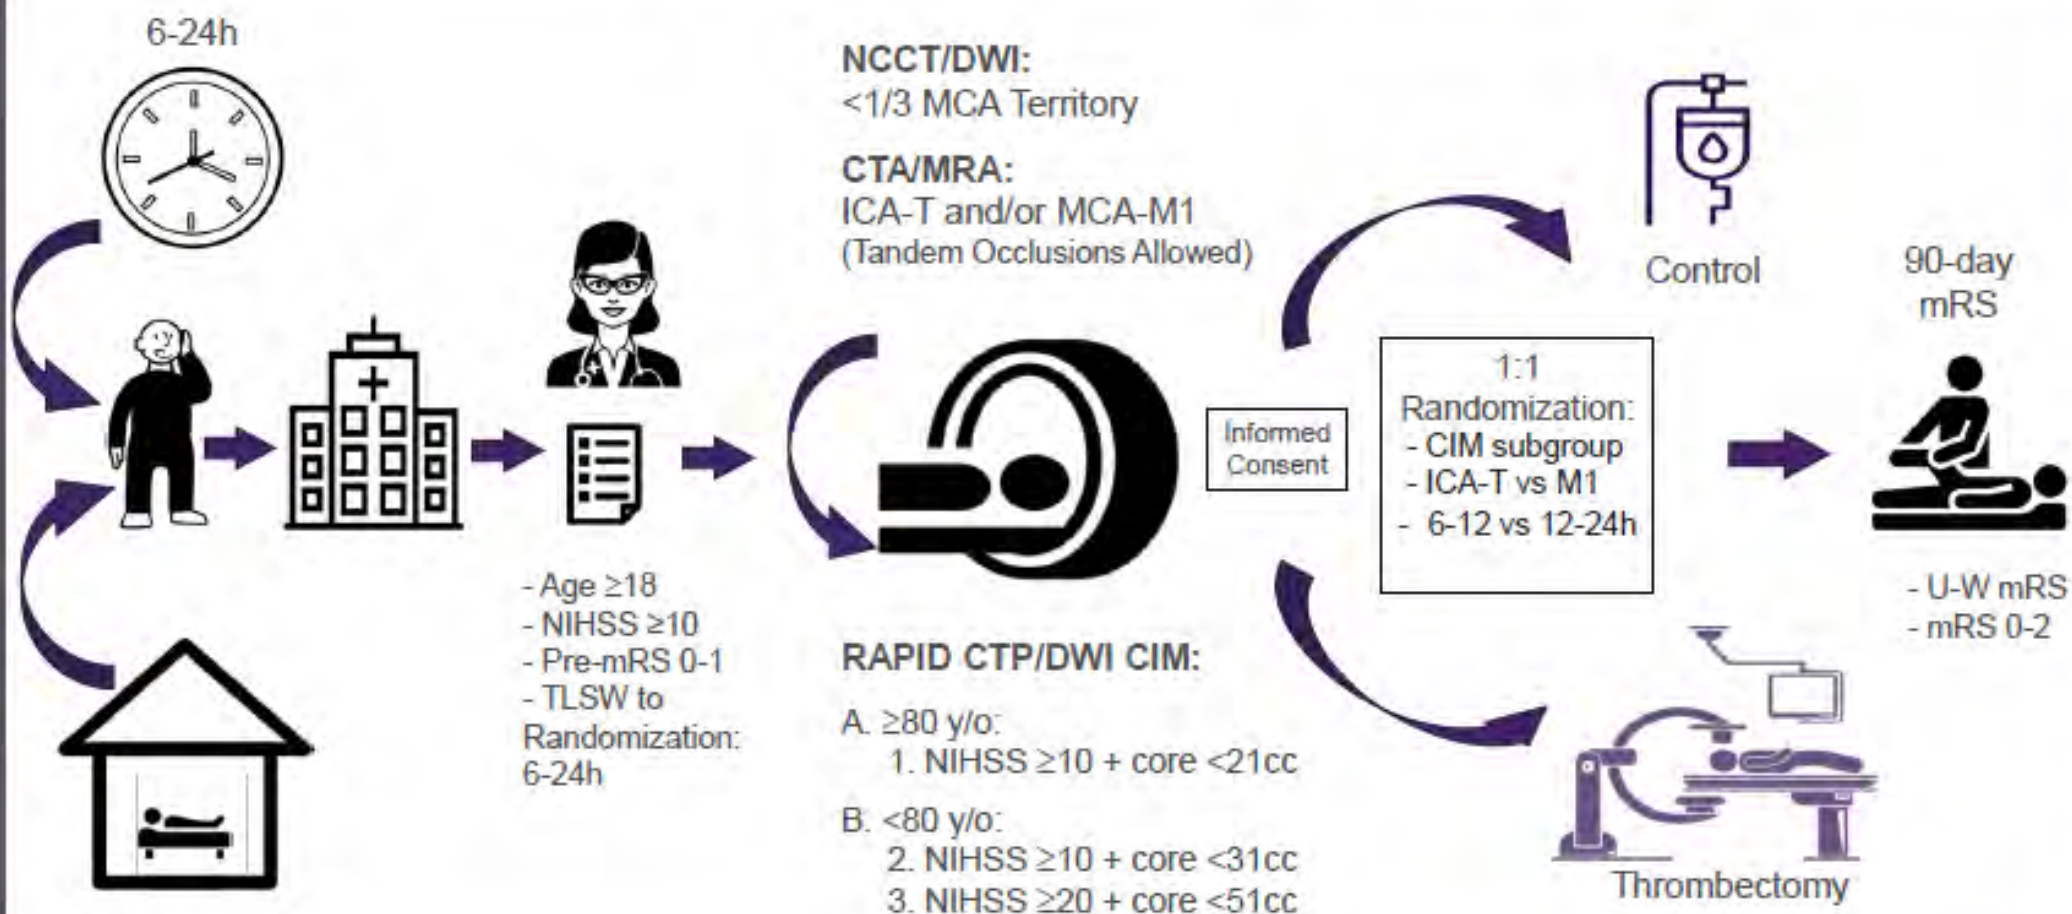 6-24h
- Age ≥18
- NIHSS ≥10
- Pre-mRS 0-1
- TLSW to
Randomization:
6-24h
NCCT/DWI:
<1/3 MCA Territory
CTA/MRA:
ICA-T and/or MCA-M1
(Tandem Occlusions Allowed)
RAPID CTP/DWI CIM:
A. ≥80 y/o:
1. NIHSS ≥10 + core <21cc
B. <80 y/o:
2. NIHSS ≥10 + core <31cc
3. NIHSS ≥20 + core <51cc
Informed
Consent
1:1
Randomization:
- CIM subgroup
- ICA-T vs M1
- 6-12 vs 12-24h
Control
Thrombectomy
90-day
mRS
- U-W mRS
- mRS 0-2